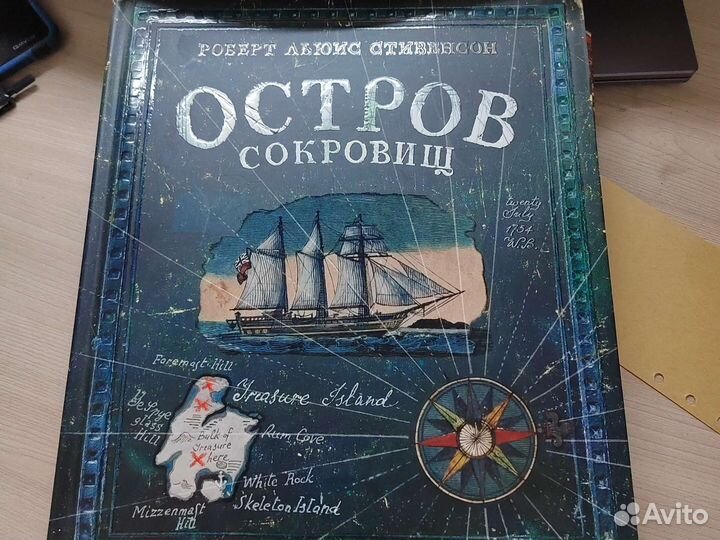 РОБЕРТ ЛЬЮИС СТИВЕНСОН
ОСТРОВ
СОКРОВИЩ
twenty
July
1754
W.B.
Foremast Hill
Treasure Island
Spye
glass
Hill
Bulk of
treasure
here
Rum Cove
White Rock
Skeleton Island
Mizzenmast
Hill
Avito